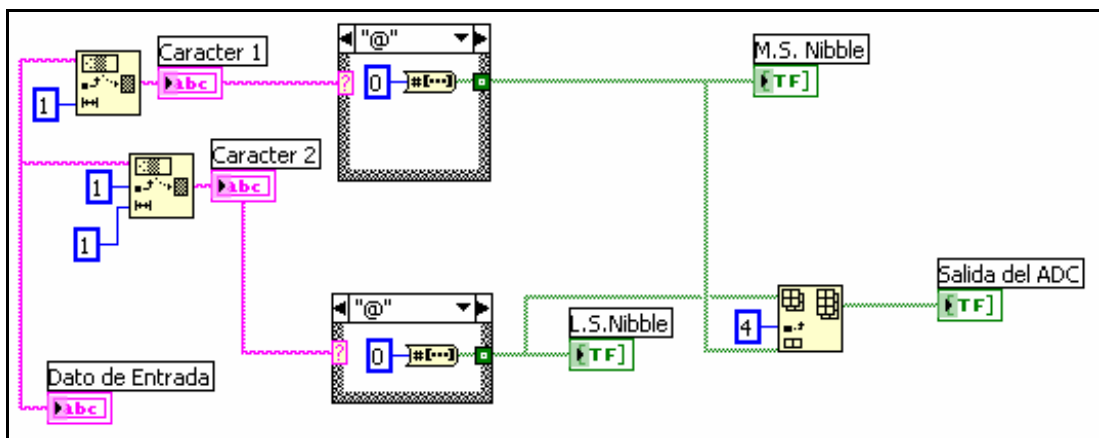 "@"
M.S. Nibble
Caracter 1
abc
?
0
#[...]
[TF]
1
Caracter 2
abc
1
1
Salida del ADC
"@"
L.S.Nibble
4
[TF]
?
0
#[...]
[TF]
Dato de Entrada
abc